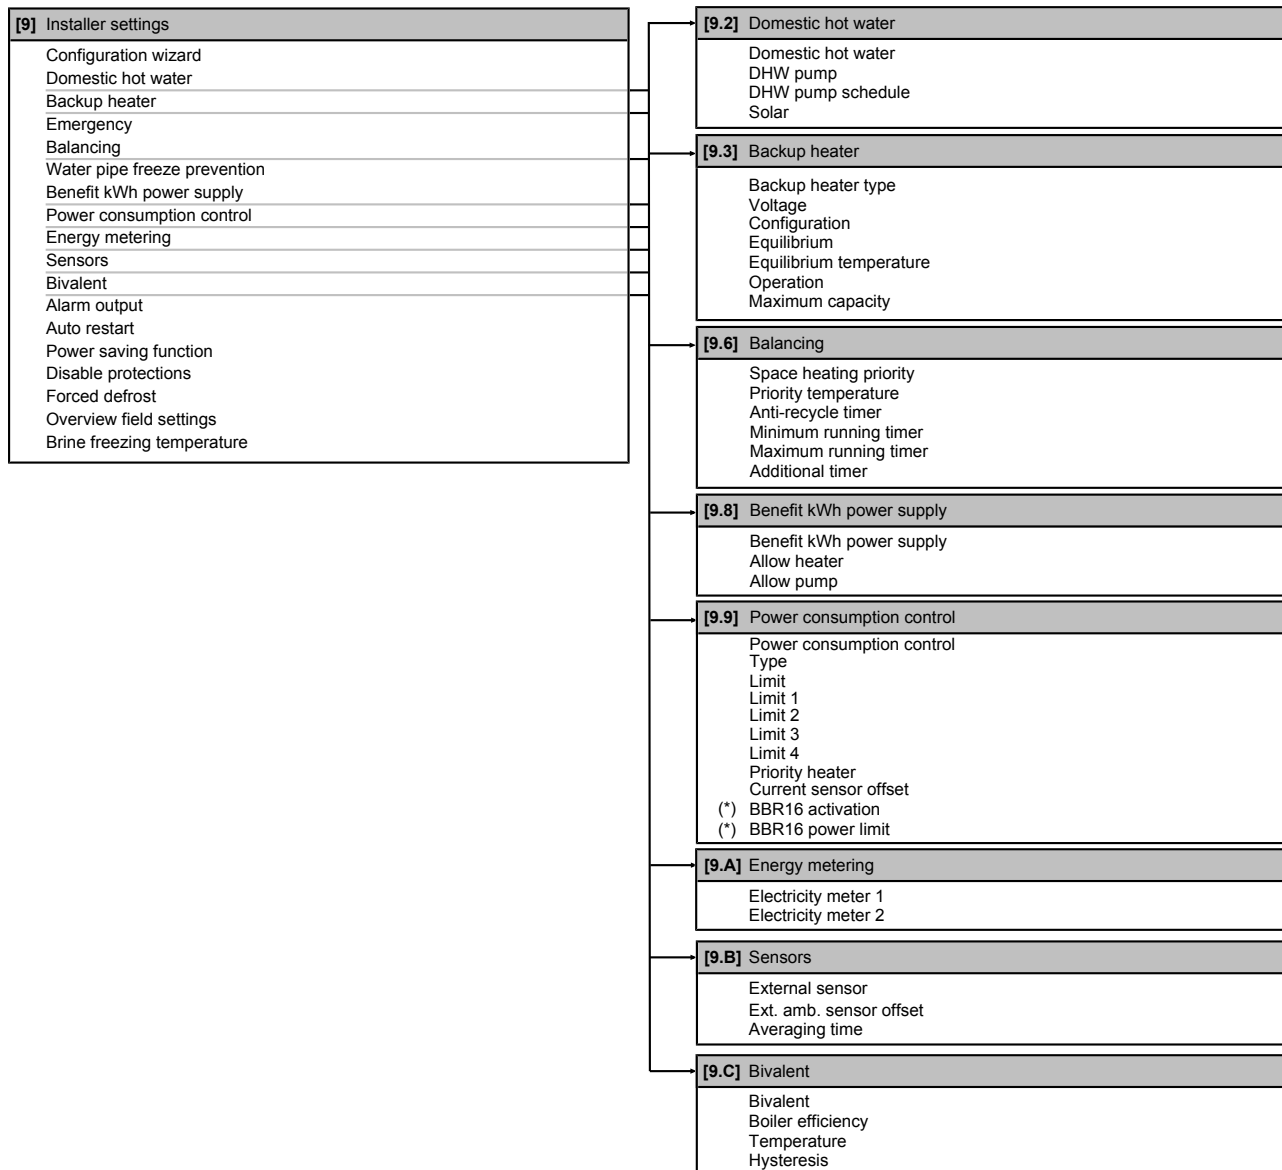 [9] Installer settings
Configuration wizard
Domestic hot water
Backup heater
Emergency
Balancing
Water pipe freeze prevention
Benefit kWh power supply
Power consumption control
Energy metering
Sensors
Bivalent
Alarm output
Auto restart
Power saving function
Disable protections
Forced defrost
Overview field settings
Brine freezing temperature
[9.2] Domestic hot water
Domestic hot water
DHW pump
DHW pump schedule
Solar
[9.3] Backup heater
Backup heater type
Voltage
Configuration
Equilibrium
Equilibrium temperature
Operation
Maximum capacity
[9.6] Balancing
Space heating priority
Priority temperature
Anti-recycle timer
Minimum running timer
Maximum running timer
Additional timer
[9.8] Benefit kWh power supply
Benefit kWh power supply
Allow heater
Allow pump
[9.9] Power consumption control
Power consumption control
Type
Limit
Limit 1
Limit 2
Limit 3
Limit 4
Priority heater
Current sensor offset
(*) BBR16 activation
(*) BBR16 power limit
[9.A] Energy metering
Electricity meter 1
Electricity meter 2
[9.B] Sensors
External sensor
Ext. amb. sensor offset
Averaging time
[9.C] Bivalent
Bivalent
Boiler efficiency
Temperature
Hysteresis